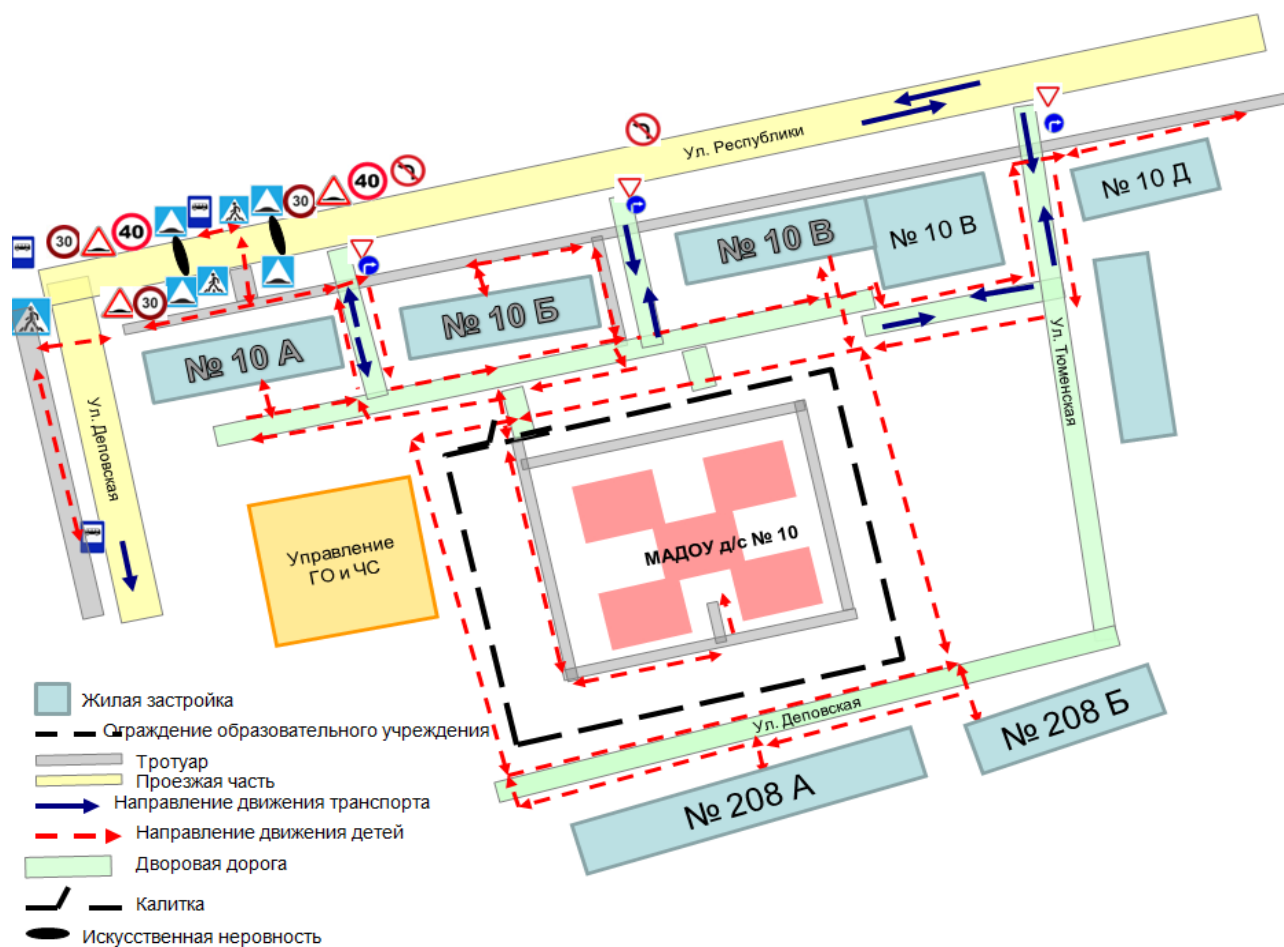 Ул. Республики
№ 10 Д
№ 10 В
№ 10 В
30
40
30
40
30
№ 10 Б
№ 10 А
Ул. Деповская
Ул. Тюменская
Управление
ГО и ЧС
МАДОУ д/с № 10
Ул. Деповская
№ 208 Б
№ 208 А
Жилая застройка
Ограждение образовательного учреждения
Тротуар
Проезжая часть
Направление движения транспорта
Направление движения детей
Дворовая дорога
Калитка
Искусственная неровность